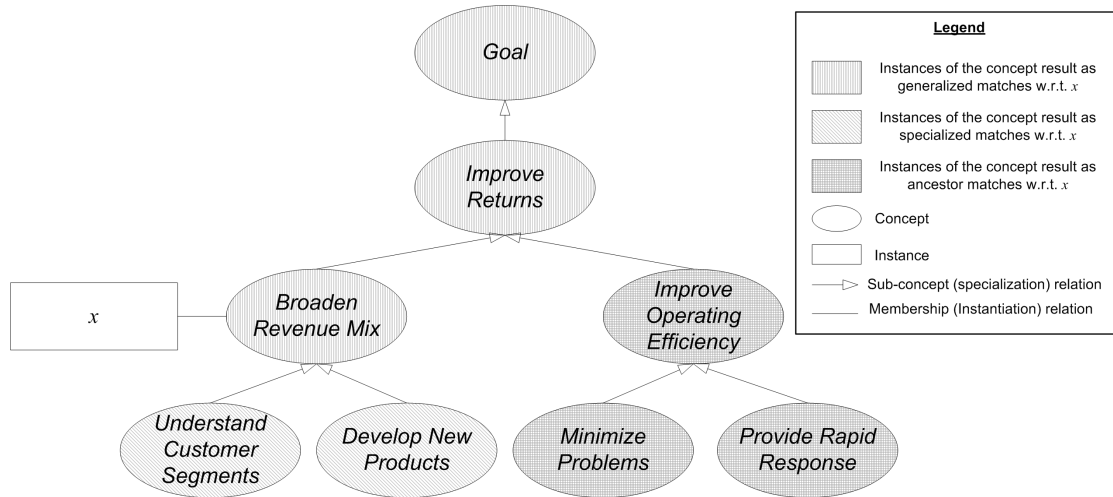 Goal
Improve
Returns
Broaden
Revenue Mix
Improve
Operating
Efficiency
x
Understand
Customer
Segments
Develop New
Products
Minimize
Problems
Provide Rapid
Response
Legend
Instances of the concept result as
generalized matches w.r.t. x
Instances of the concept result as
specialized matches w.r.t. x
Instances of the concept result as
ancestor matches w.r.t. x
Concept
Instance
Sub-concept (specialization) relation
Membership (Instantiation) relation